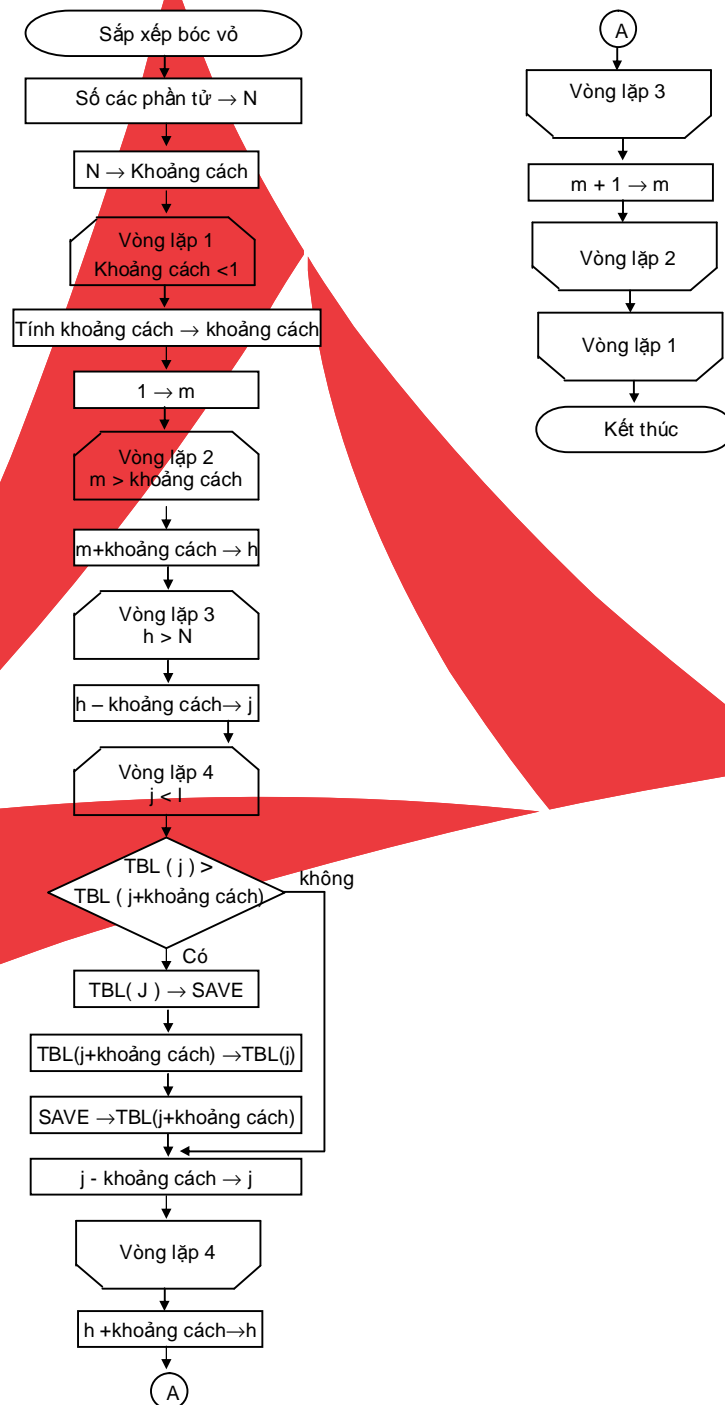 Sắp xếp bóc vỏ
Số các phần tử → N
N → Khoảng cách
Vòng lặp 1
Khoảng cách <1
Tính khoảng cách → khoảng cách
1 → m
Vòng lặp 2
m > khoảng cách
m+khoảng cách → h
Vòng lặp 3
h > N
h – khoảng cách→ j
Vòng lặp 4
j < l
TBL ( j ) >
TBL ( j+khoảng cách)
không
Có
TBL( J ) → SAVE
TBL(j+khoảng cách) →TBL(j)
SAVE →TBL(j+khoảng cách)
j - khoảng cách → j
Vòng lặp 4
h +khoảng cách→h
A
A
Vòng lặp 3
m + 1 → m
Vòng lặp 2
Vòng lặp 1
Kết thúc